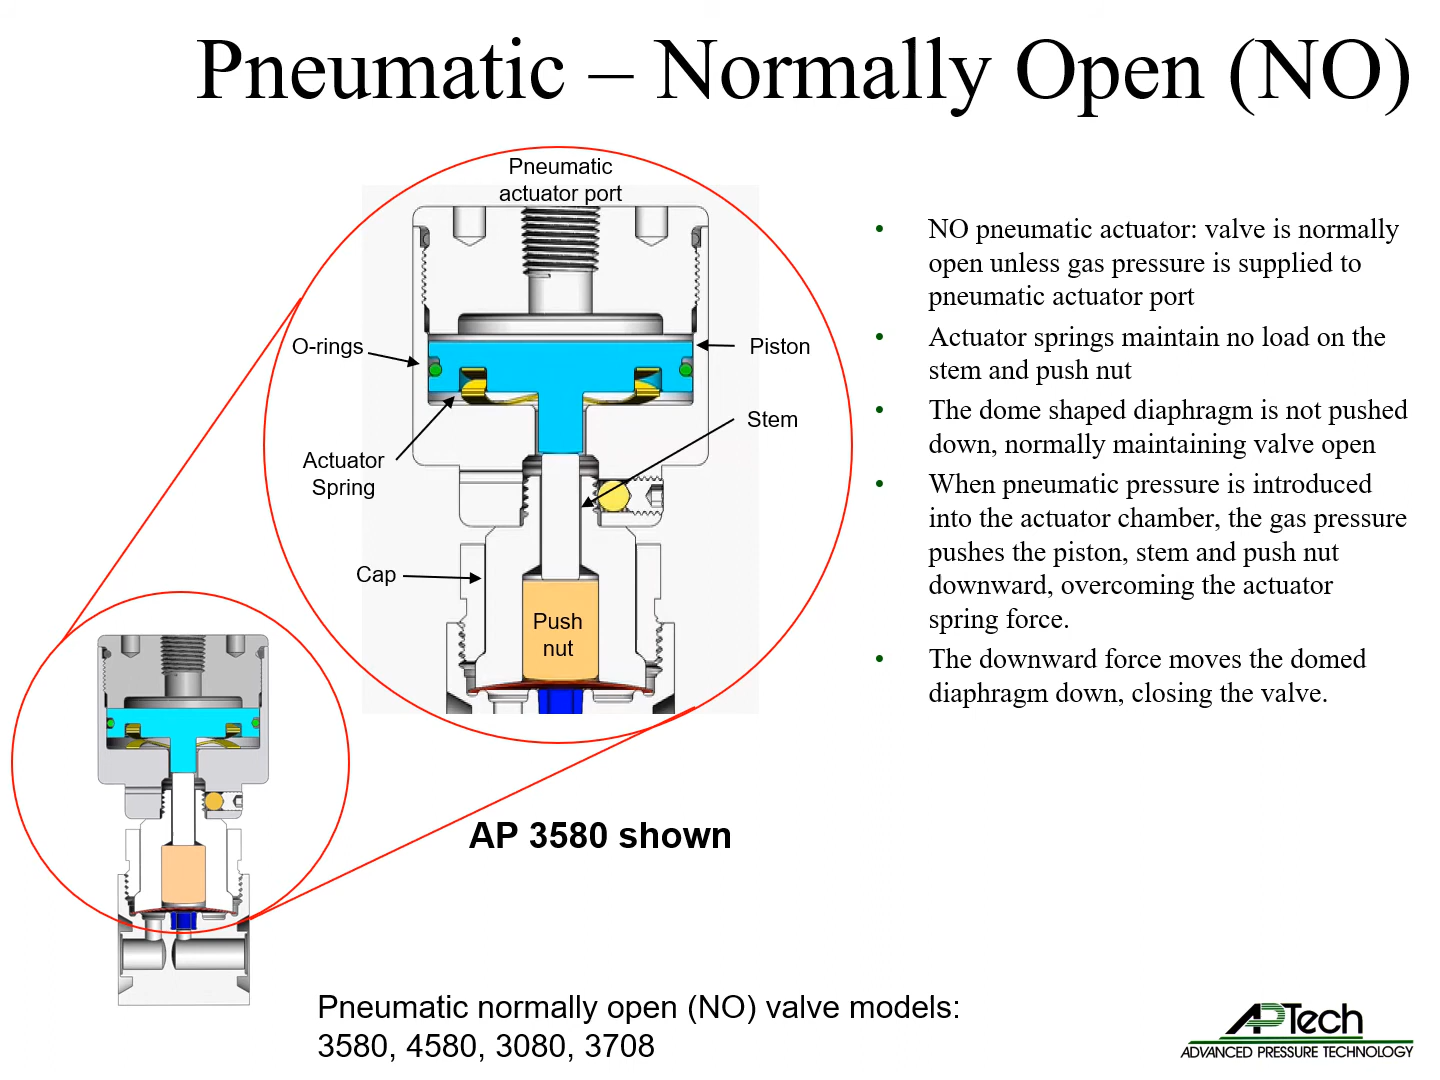 Pneumatic – Normally Open (NO)
Pneumatic
actuator port
O-rings
Piston
Stem
Actuator
Spring
Cap
Push
nut
• NO pneumatic actuator: valve is normally
open unless gas pressure is supplied to
pneumatic actuator port
• Actuator springs maintain no load on the
stem and push nut
• The dome shaped diaphragm is not pushed
down, normally maintaining valve open
• When pneumatic pressure is introduced
into the actuator chamber, the gas pressure
pushes the piston, stem and push nut
downward, overcoming the actuator
spring force.
• The downward force moves the domed
diaphragm down, closing the valve.
AP 3580 shown
Pneumatic normally open (NO) valve models:
3580, 4580, 3080, 3708
APTech
ADVANCED PRESSURE TECHNOLOGY